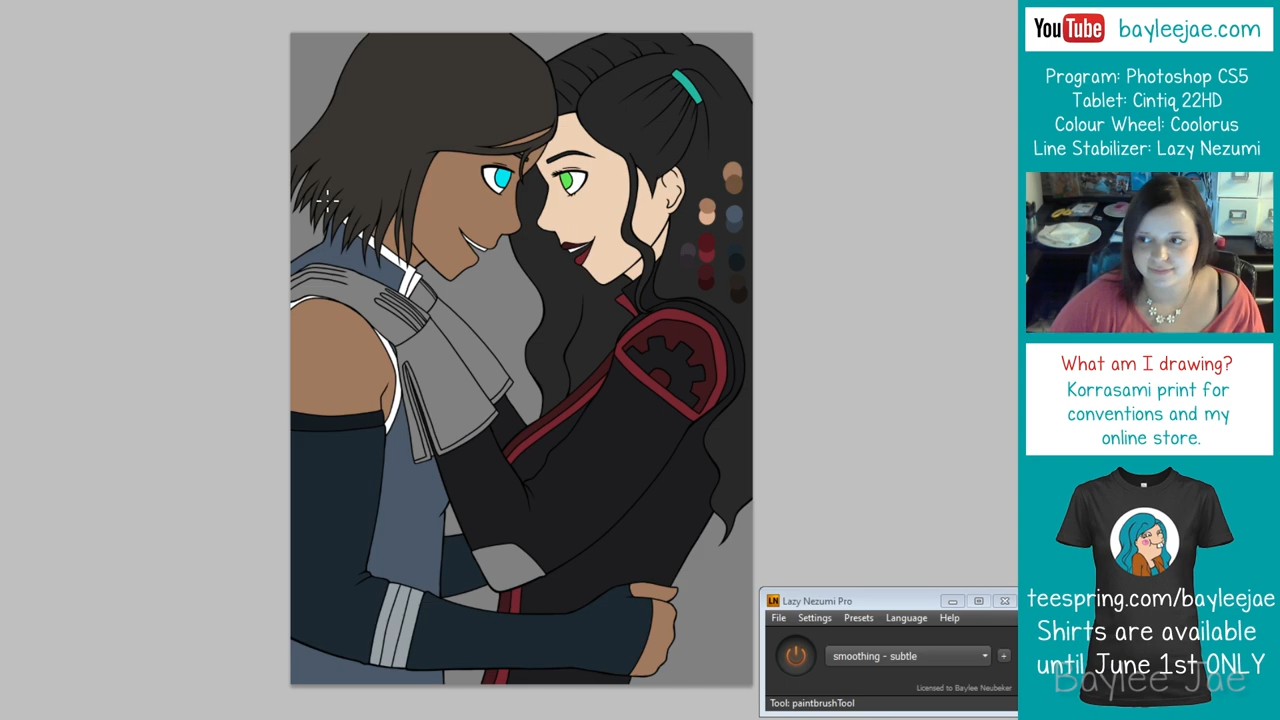 YouTube bayleejae.com
Program: Photoshop CS5
Tablet: Cintiq 22HD
Colour Wheel: Coolorus
Line Stabilizer: Lazy Nezumi
What am I drawing?
Korrasami print for
conventions and my
online store.
teespring.com/bayleejae
Shirts are available
until June 1st ONLY
Baylee Jae
LN Lazy Nezumi Pro
File Settings Presets Language Help
smoothing - subtle
+
Licensed to Baylee Neubeker
Tool: paintbrushTool